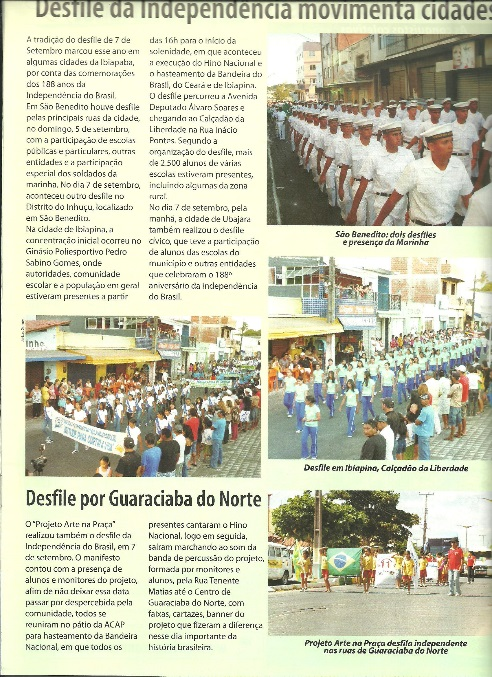 Desfile da Independência movimenta cidades
A tradição do desfile de 7 de
Setembro marcou esse ano em
algumas cidades da Ibiapaba,
por conta das comemorações
dos 188 anos da
Independência do Brasil.
Em São Benedito houve desfile
pelas principais ruas da cidade,
no domingo, 5 de setembro,
com a participação de escolas
públicas e particulares, outras
entidades e a participação
especial dos soldados da
marinha. No dia 7 de setembro,
aconteceu outro desfile no
Distrito do Inhuçu, localizado
em São Benedito.
Na cidade de Ibiapina, a
concentração inicial ocorreu no
Ginásio Poliesportivo Pedro
Sabino Gomes, onde
autoridades, comunidade
escolar e a população em geral
estiveram presentes a partir
das 16h para o início da
solenidade, em que aconteceu
a execução do Hino Nacional e
o hasteamento da Bandeira do
Brasil, do Ceará e de Ibiapina.
O desfile percorreu a Avenida
Deputado Álvaro Soares e
chegando ao Calçadão da
Liberdade na Rua Inácio
Pontes. Segundo a
organização do desfile, mais
de 2.500 alunos de várias
escolas estiveram presentes,
incluindo algumas da zona
rural.
No dia 7 de setembro, pela
manhã, a cidade de Ubajara
também realizou o desfile
cívico, que teve a participação
de alunos das escolas do
município e outras entidades
que celebraram o 188º
aniversário da Independência
do Brasil.
São Benedito: dois desfiles
e presença da Marinha
Desfile em Ibiapina, Calçadão da Liberdade
Desfile por Guaraciaba do Norte
O "Projeto Arte na Praça"
realizou também o desfile da
Independência do Brasil, em 7
de setembro. O manifesto
contou com a presença de
alunos e monitores do projeto,
afim de não deixar essa data
passar por despercebida pela
comunidade, todos se
reuniram no pátio da ACAP
para hasteamento da Bandeira
Nacional, em que todos os
presentes cantaram o Hino
Nacional, logo em seguida,
saíram marchando ao som da
banda de percussão do projeto,
formada por monitores e
alunos, pela Rua Tenente
Matias até o Centro de
Guaraciaba do Norte, com
faixas, cartazes, banner do
projeto que fizeram a diferença
nesse dia importante da
história brasileira.
Projeto Arte na Praça desfila independente
nas ruas de Guaraciaba do Norte